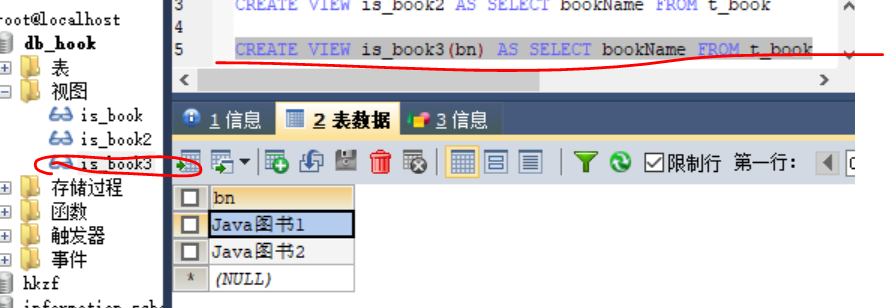 root@localhost
db_hook
表
视图
is_book
is_book2
is_book3
存储过程
函数
触发器
事件
hkzf
3 CREATE VIEW is_book2 AS SELECT bookName FROM t_book
4
5 CREATE VIEW is_book3(bn) AS SELECT bookName FROM t_book
1 信息 2 表数据 3 信息
限制行 第一行:
bn
Java图书1
Java图书2
* (NULL)